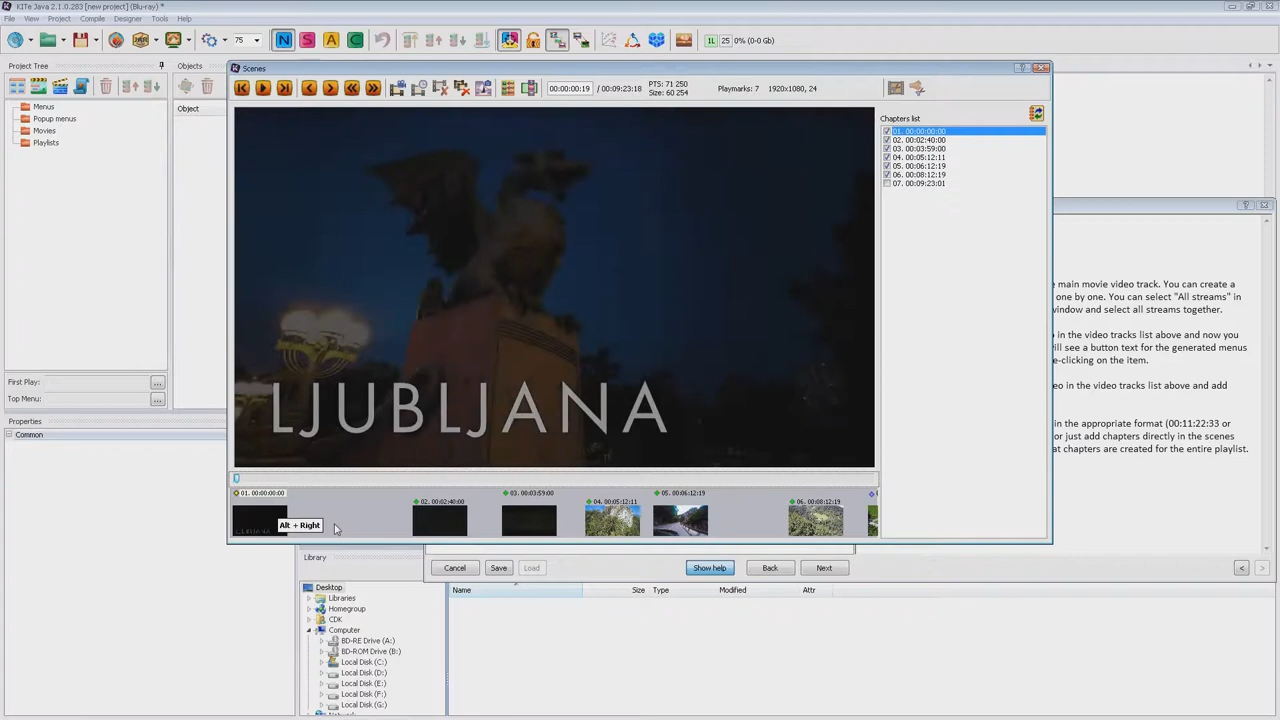 KITe Java 2.1.0.283 [new project] (Blu-ray) *
File View Project Compile Designer Tools Help
75 N S A C 1L 25 0% (0-0 Gb)
Project Tree
Objects
Object
Menus
Popup menus
Movies
Playlists
First Play: ...
Top Menu: ...
Properties
Common
Scenes
00:00:00:19 / 00:09:23:18
PTS: 71 250
Size: 60 254
Playmarks: 7
1920x1080, 24
Chapters list
01. 00:00:00:00
02. 00:02:40:00
03. 00:03:59:00
04. 00:05:12:11
05. 00:06:12:19
06. 00:08:12:19
07. 00:09:23:01
LJUBLJANA
01. 00:00:00:00
02. 00:02:40:00
03. 00:03:59:00
04. 00:05:12:11
05. 00:06:12:19
06. 00:08:12:19
Alt + Right
main movie video track. You can create a
one by one. You can select "All streams" in
window and select all streams together.
in the video tracks list above and now you
will see a button text for the generated menus
e-clicking on the item.
eo in the video tracks list above and add
in the appropriate format (00:11:22:33 or
or just add chapters directly in the scenes
at chapters are created for the entire playlist.
Cancel Save Load Show help Back Next
< >
Library
Desktop
Libraries
Homegroup
CDK
Computer
BD-RE Drive (A:)
BD-ROM Drive (B:)
Local Disk (C:)
Local Disk (D:)
Local Disk (E:)
Local Disk (F:)
Local Disk (G:)
Name Size Type Modified Attr